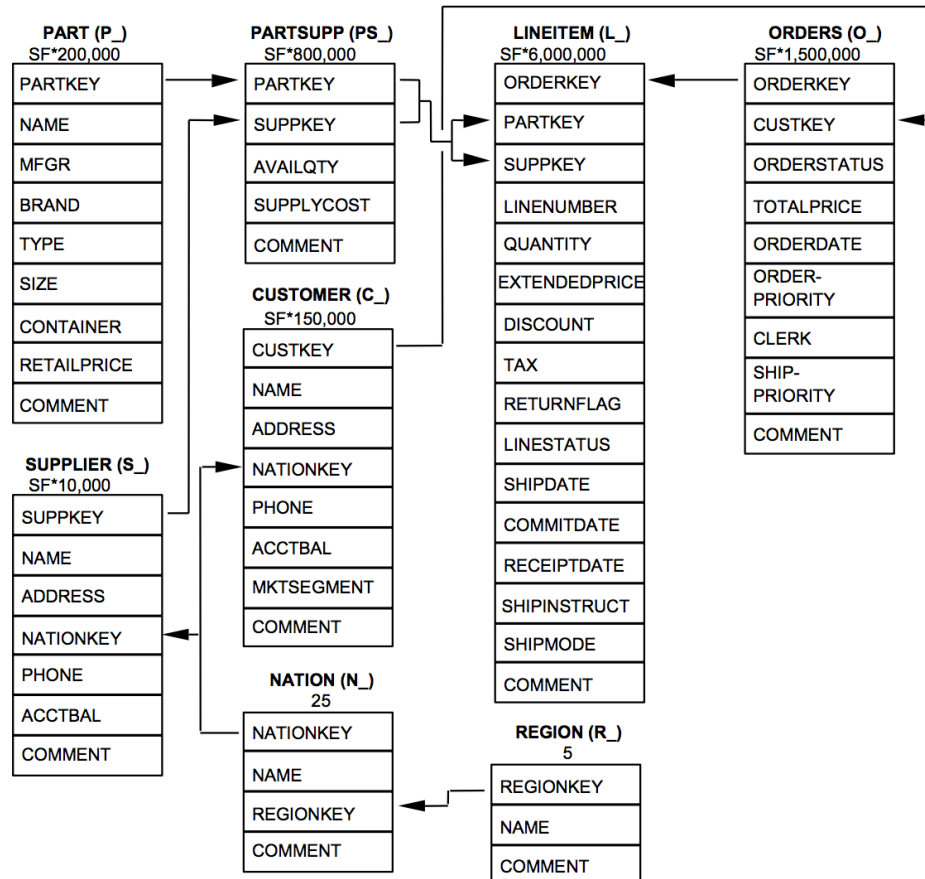 PART (P_)
SF*200,000
PARTKEY
NAME
MFGR
BRAND
TYPE
SIZE
CONTAINER
RETAILPRICE
COMMENT
SUPPLIER (S_)
SF*10,000
SUPPKEY
NAME
ADDRESS
NATIONKEY
PHONE
ACCTBAL
COMMENT
PARTSUPP (PS_)
SF*800,000
PARTKEY
SUPPKEY
AVAILQTY
SUPPLYCOST
COMMENT
CUSTOMER (C_)
SF*150,000
CUSTKEY
NAME
ADDRESS
NATIONKEY
PHONE
ACCTBAL
MKTSEGMENT
COMMENT
NATION (N_)
25
NATIONKEY
NAME
REGIONKEY
COMMENT
LINEITEM (L_)
SF*6,000,000
ORDERKEY
PARTKEY
SUPPKEY
LINENUMBER
QUANTITY
EXTENDEDPRICE
DISCOUNT
TAX
RETURNFLAG
LINESTATUS
SHIPDATE
COMMITDATE
RECEIPTDATE
SHIPINSTRUCT
SHIPMODE
COMMENT
REGION (R_)
5
REGIONKEY
NAME
COMMENT
ORDERS (O_)
SF*1,500,000
ORDERKEY
CUSTKEY
ORDERSTATUS
TOTALPRICE
ORDERDATE
ORDER-
PRIORITY
CLERK
SHIP-
PRIORITY
COMMENT